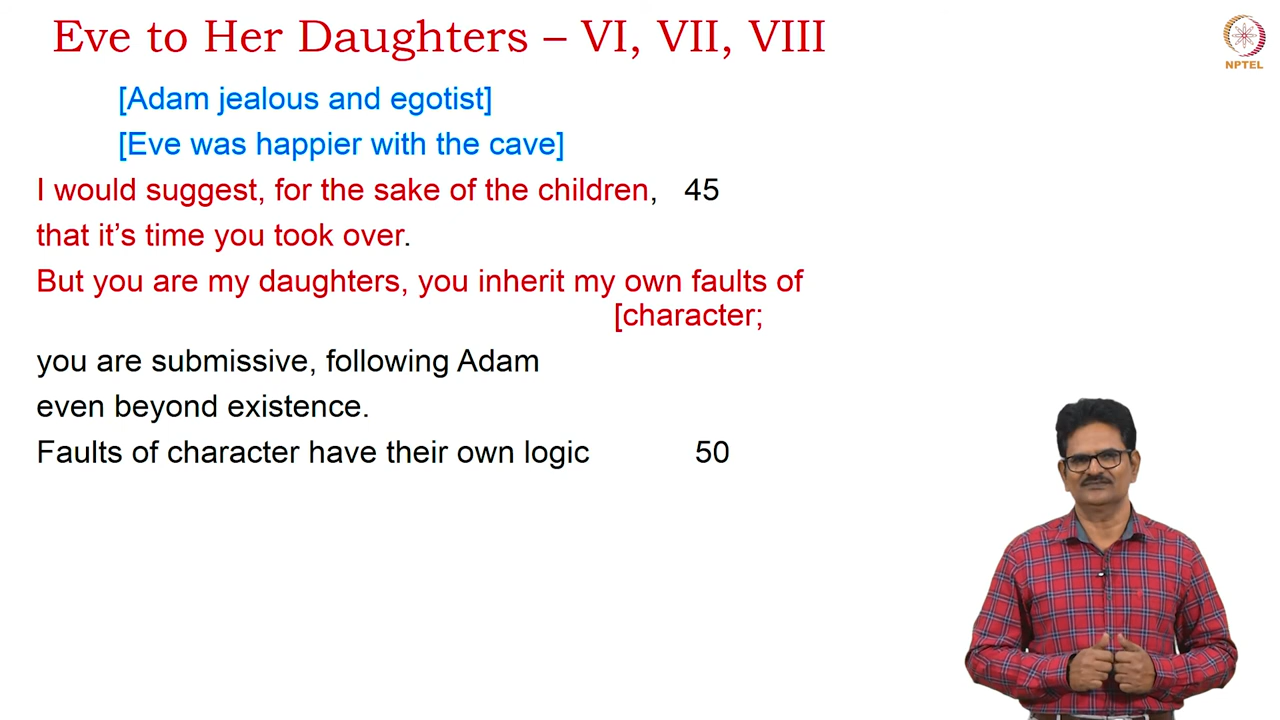 Eve to Her Daughters – VI, VII, VIII
NPTEL
[Adam jealous and egotist]
[Eve was happier with the cave]
I would suggest, for the sake of the children, 45
that it’s time you took over.
But you are my daughters, you inherit my own faults of
[character;
you are submissive, following Adam
even beyond existence.
Faults of character have their own logic 50